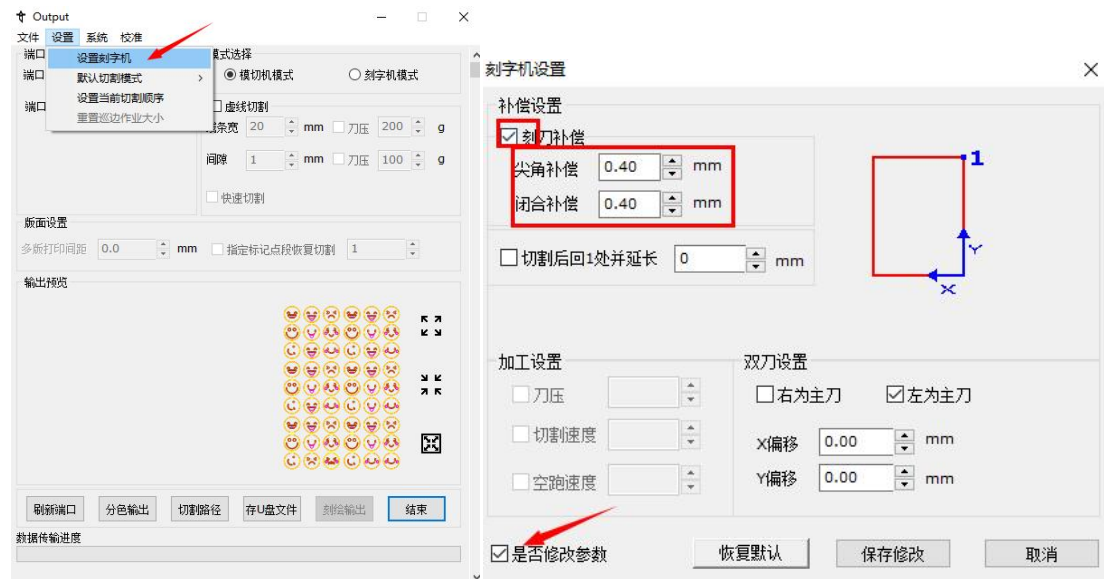 Output
文件 设置 系统 校准
设置刻字机
默认切割模式
设置当前切割顺序
重置巡边作业大小
端口
端口
端口
模式选择
模切机模式 刻字机模式
虚线切割
宽 20 mm 刀压 200 g
间隙 1 mm 刀压 100 g
快速切割
版面设置
多版打印间距 0.0 mm 指定标记点段恢复切割 1
输出预览
刷新端口 分色输出 切割路径 存U盘文件 刻绘输出 结束
数据传输进度
刻字机设置
补偿设置
刻刀补偿
尖角补偿 0.40 mm
闭合补偿 0.40 mm
切割后回1处并延长 0 mm
1
Y
X
加工设置
刀压
切割速度
空跑速度
双刀设置
右为主刀 左为主刀
X偏移 0.00 mm
Y偏移 0.00 mm
是否修改参数 恢复默认 保存修改 取消